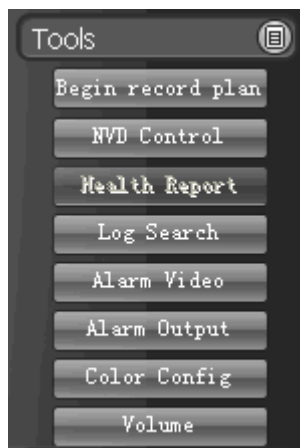 Tools
Begin record plan
NVD Control
Health Report
Log Search
Alarm Video
Alarm Output
Color Config
Volume